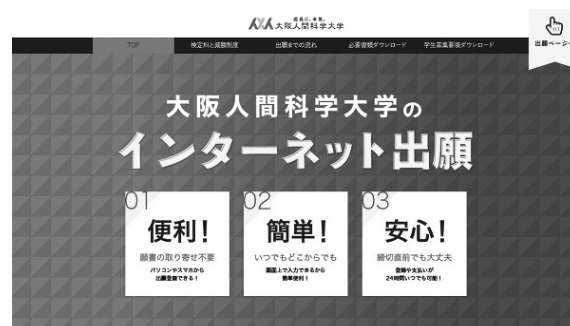 大阪人間科学大学
出願ページへ
TOP
検定料と減額制度
出願までの流れ
必要書類ダウンロード
学生募集要項ダウンロード
大阪人間科学大学の
インターネット出願
01
便利!
願書の取り寄せ不要
パソコンやスマホから
出願登録できる!
02
簡単!
いつでもどこからでも
画面上で入力できるから
簡単便利!
03
安心!
締切直前でも大丈夫
登録や支払いが
24時間いつでも可能!